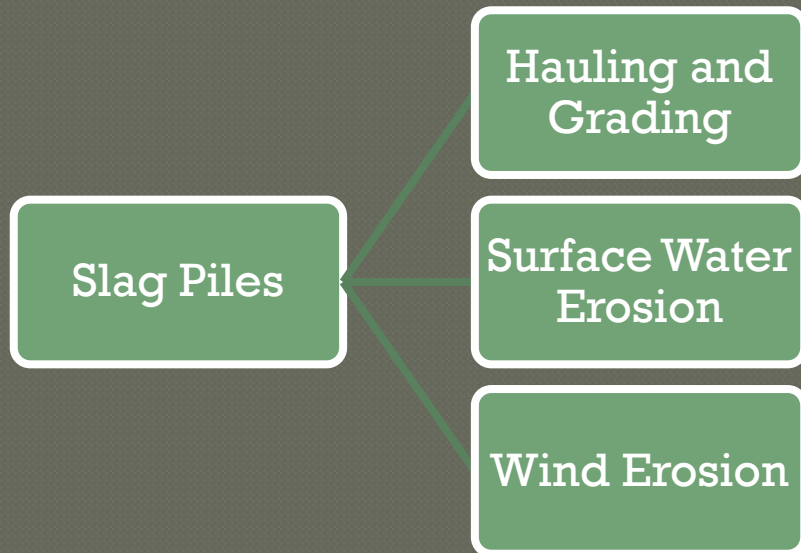 Slag Piles
Hauling and
Grading
Surface Water
Erosion
Wind Erosion